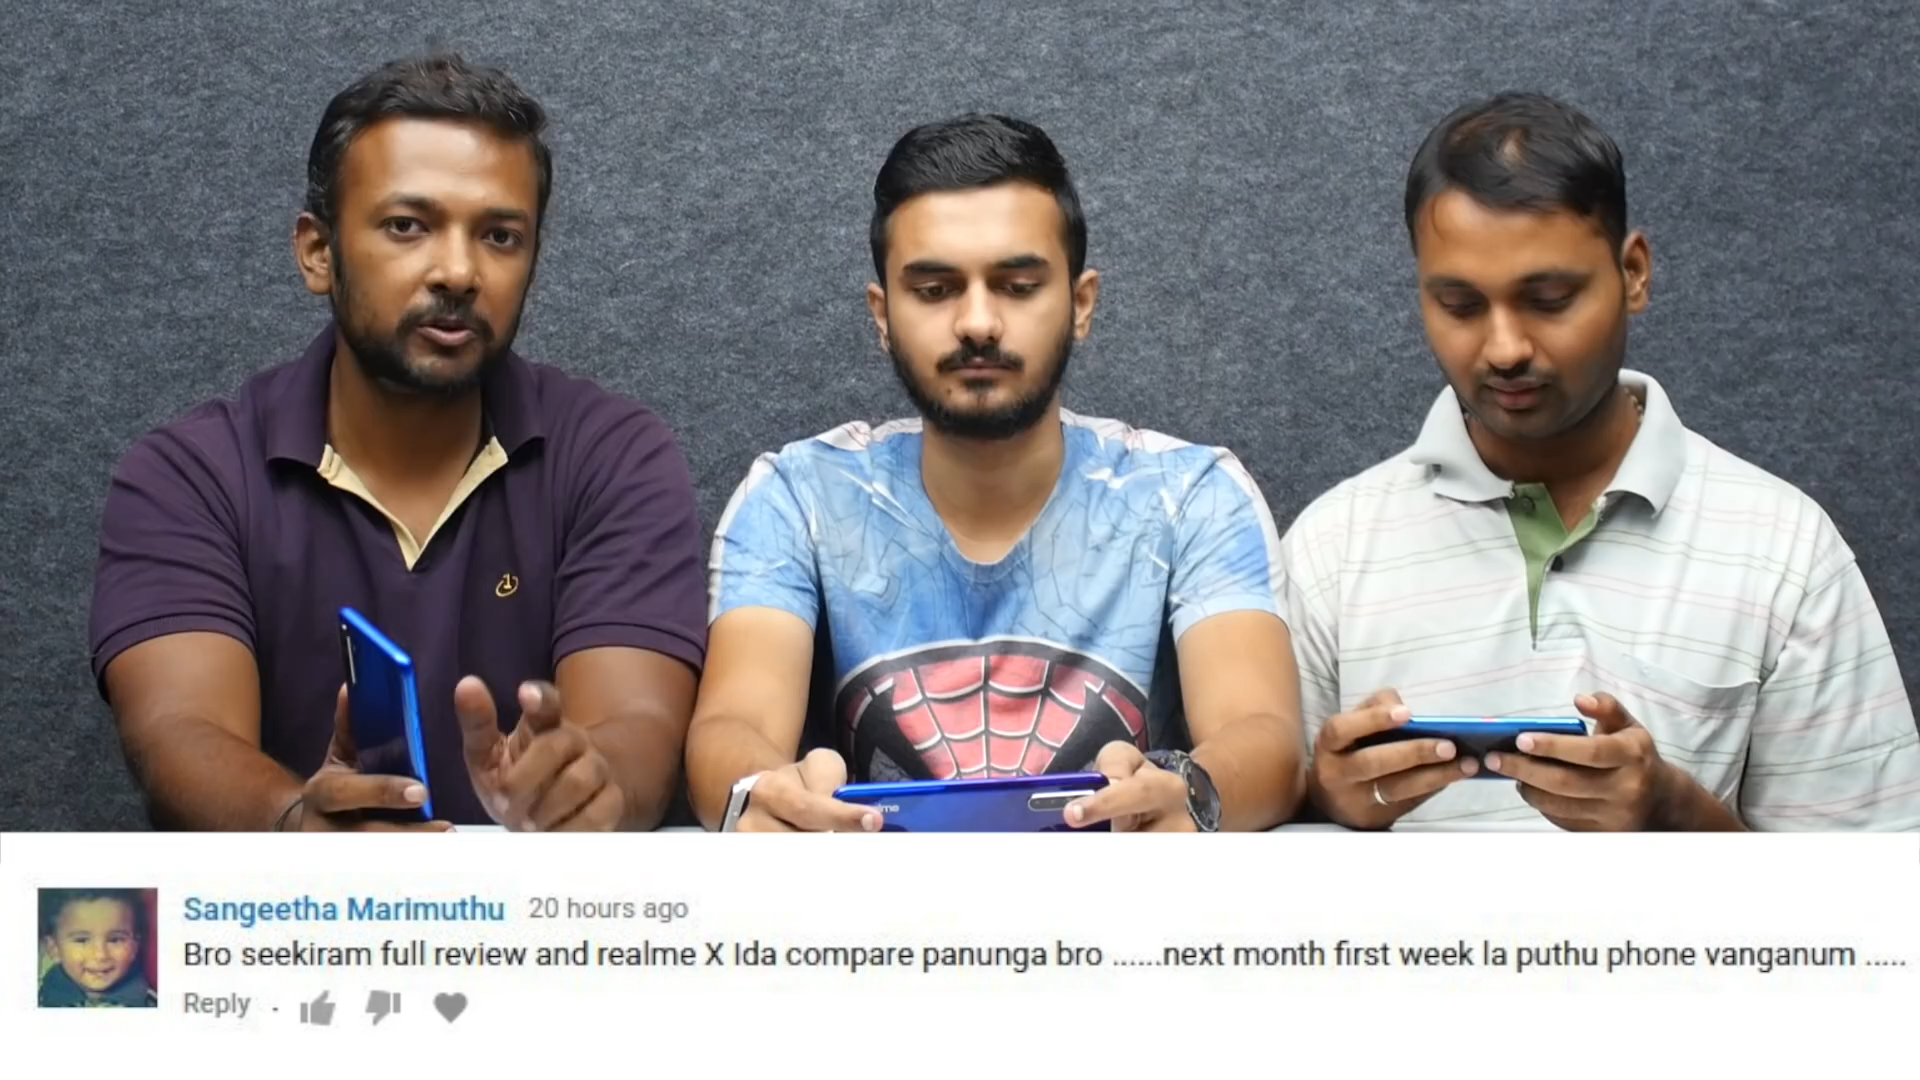 me
Sangeetha Marimuthu 20 hours ago
Bro seekiram full review and realme X Ida compare panunga bro ......next month first week la puthu phone vanganum .....
Reply .